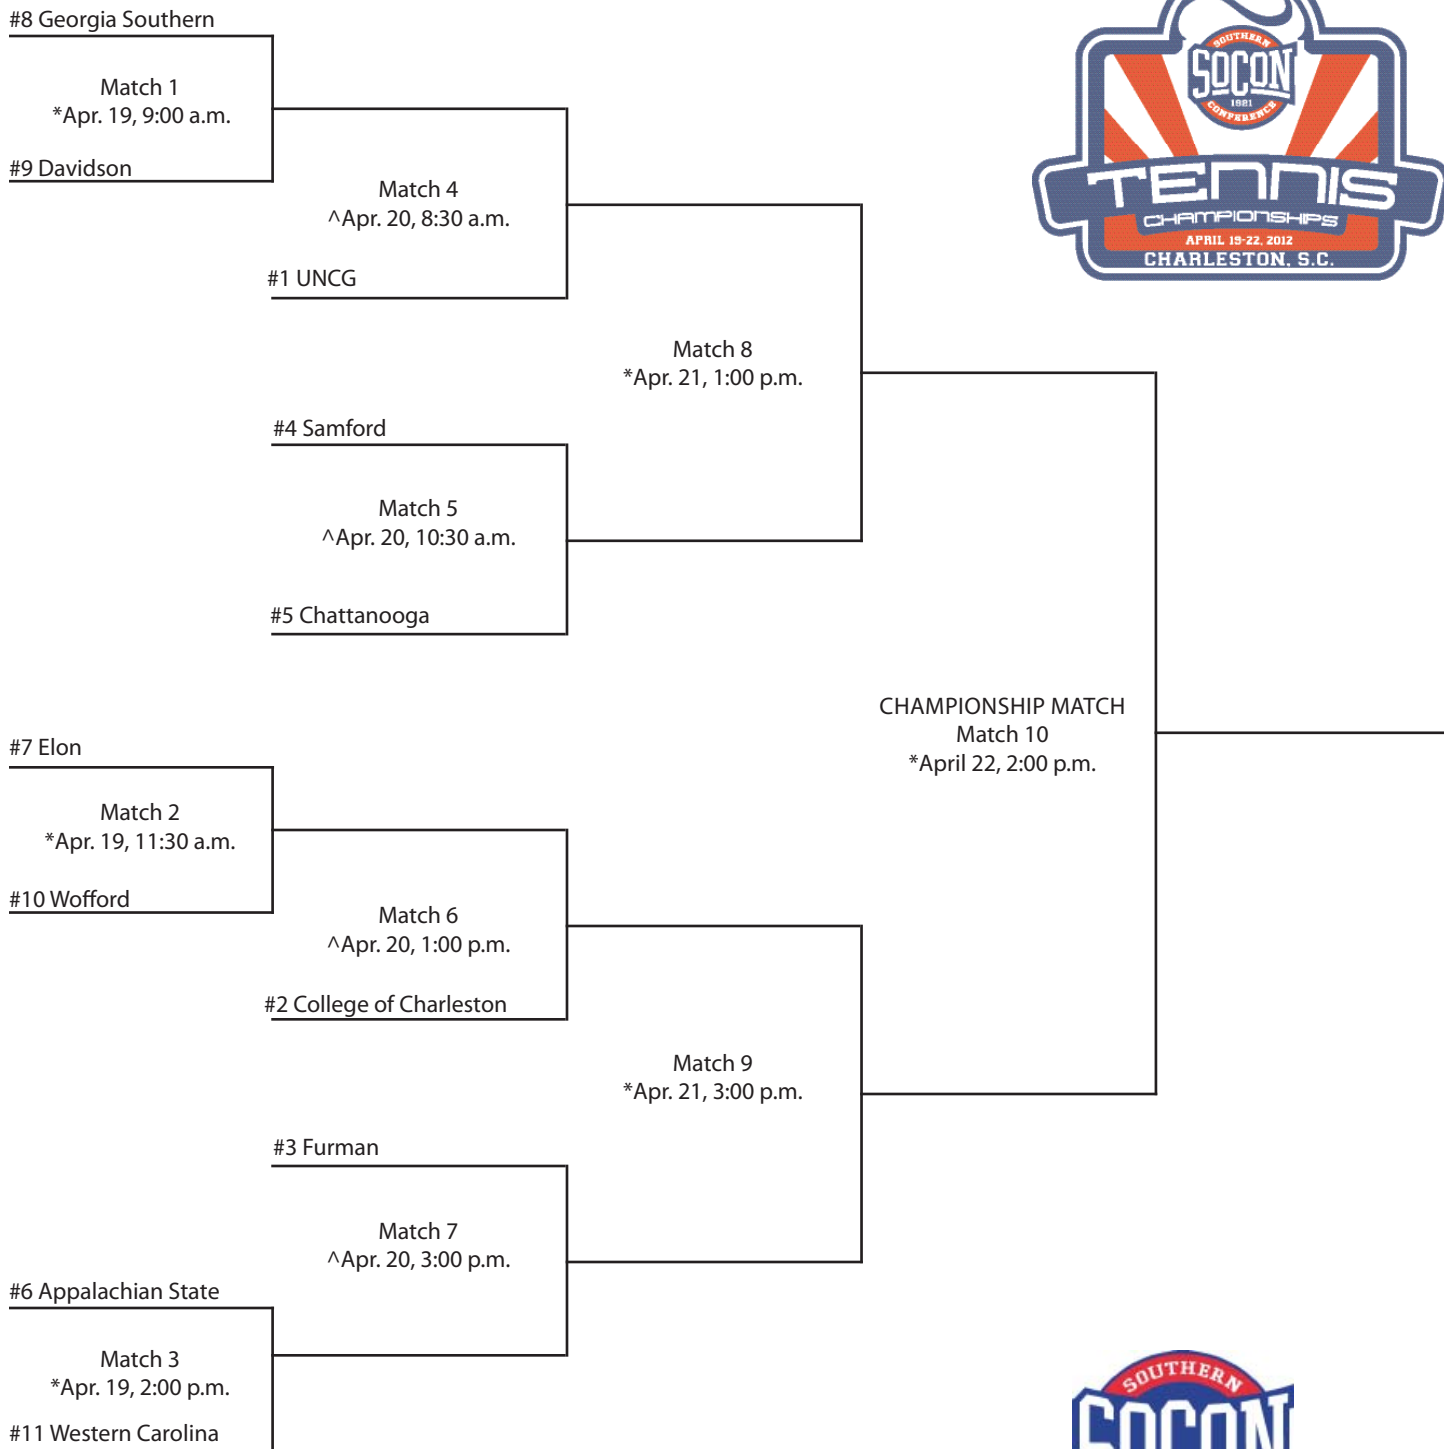 #8 Georgia Southern
Match 1
*Apr. 19, 9:00 a.m.
#9 Davidson
Match 4
^Apr. 20, 8:30 a.m.
#1 UNCG
Match 8
*Apr. 21, 1:00 p.m.
#4 Samford
Match 5
^Apr. 20, 10:30 a.m.
#5 Chattanooga
CHAMPIONSHIP MATCH
Match 10
*April 22, 2:00 p.m.
#7 Elon
Match 2
*Apr. 19, 11:30 a.m.
#10 Wofford
Match 6
^Apr. 20, 1:00 p.m.
#2 College of Charleston
Match 9
*Apr. 21, 3:00 p.m.
#3 Furman
Match 7
^Apr. 20, 3:00 p.m.
#6 Appalachian State
Match 3
*Apr. 19, 2:00 p.m.
#11 Western Carolina
SOUTHERN
SOCON
1921
CONFERENCE
TENNIS
CHAMPIONSHIPS
APRIL 19-22, 2012
CHARLESTON, S.C.
SOUTHERN
SOCON